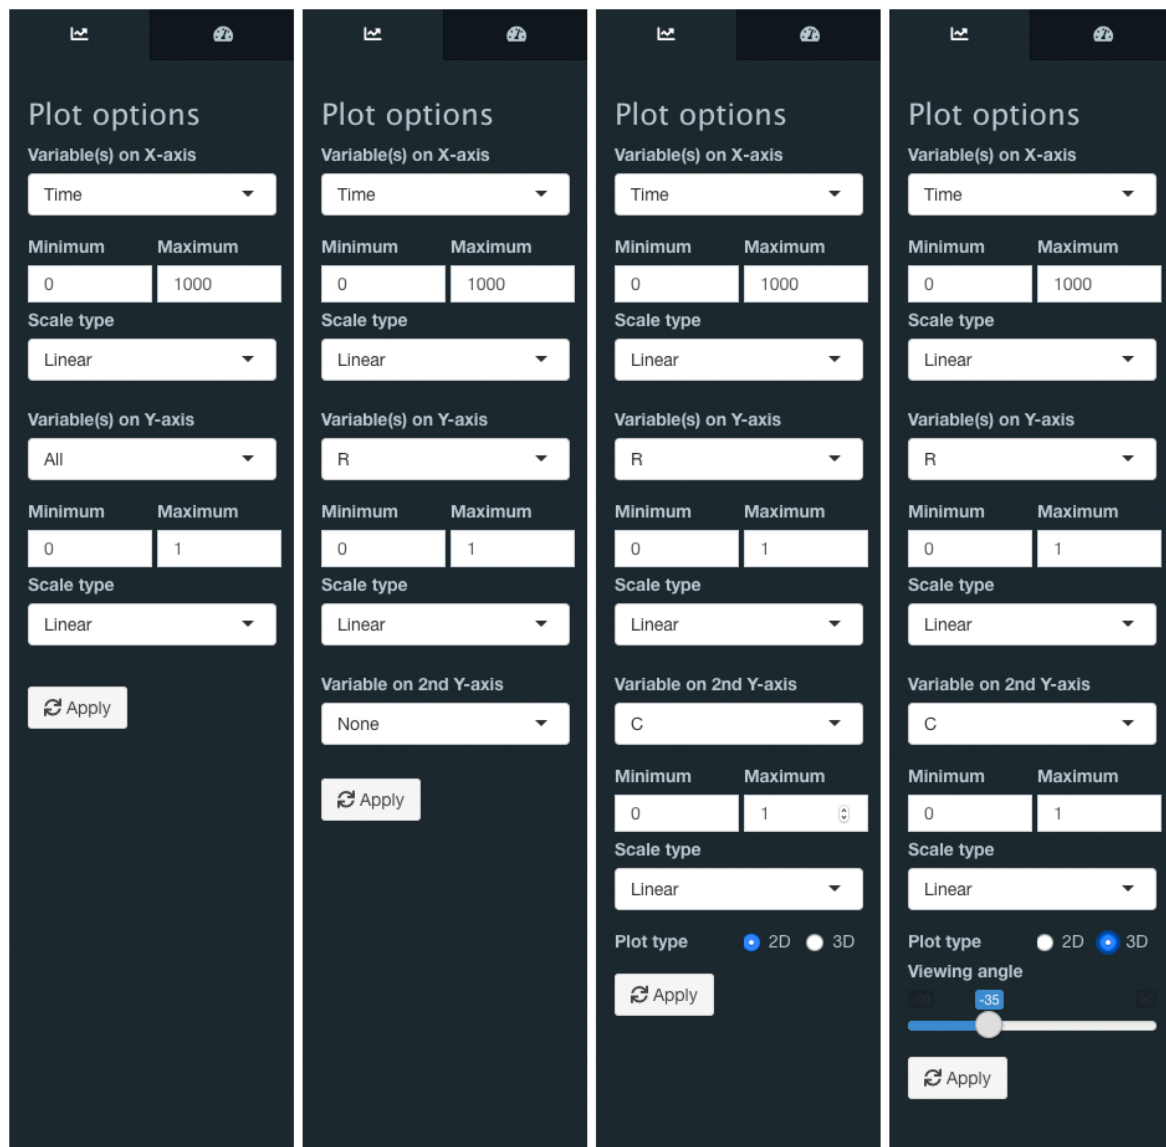 Plot options
Variable(s) on X-axis
Time
Minimum Maximum
0 1000
Scale type
Linear
Variable(s) on Y-axis
All
Minimum Maximum
0 1
Scale type
Linear
Apply
Plot options
Variable(s) on X-axis
Time
Minimum Maximum
0 1000
Scale type
Linear
Variable(s) on Y-axis
R
Minimum Maximum
0 1
Scale type
Linear
Variable on 2nd Y-axis
None
Apply
Plot options
Variable(s) on X-axis
Time
Minimum Maximum
0 1000
Scale type
Linear
Variable(s) on Y-axis
R
Minimum Maximum
0 1
Scale type
Linear
Variable on 2nd Y-axis
C
Minimum Maximum
0 1
Scale type
Linear
Plot type 2D 3D
Apply
Plot options
Variable(s) on X-axis
Time
Minimum Maximum
0 1000
Scale type
Linear
Variable(s) on Y-axis
R
Minimum Maximum
0 1
Scale type
Linear
Variable on 2nd Y-axis
C
Minimum Maximum
0 1
Scale type
Linear
Plot type 2D 3D
Viewing angle
-90 -35 90
Apply